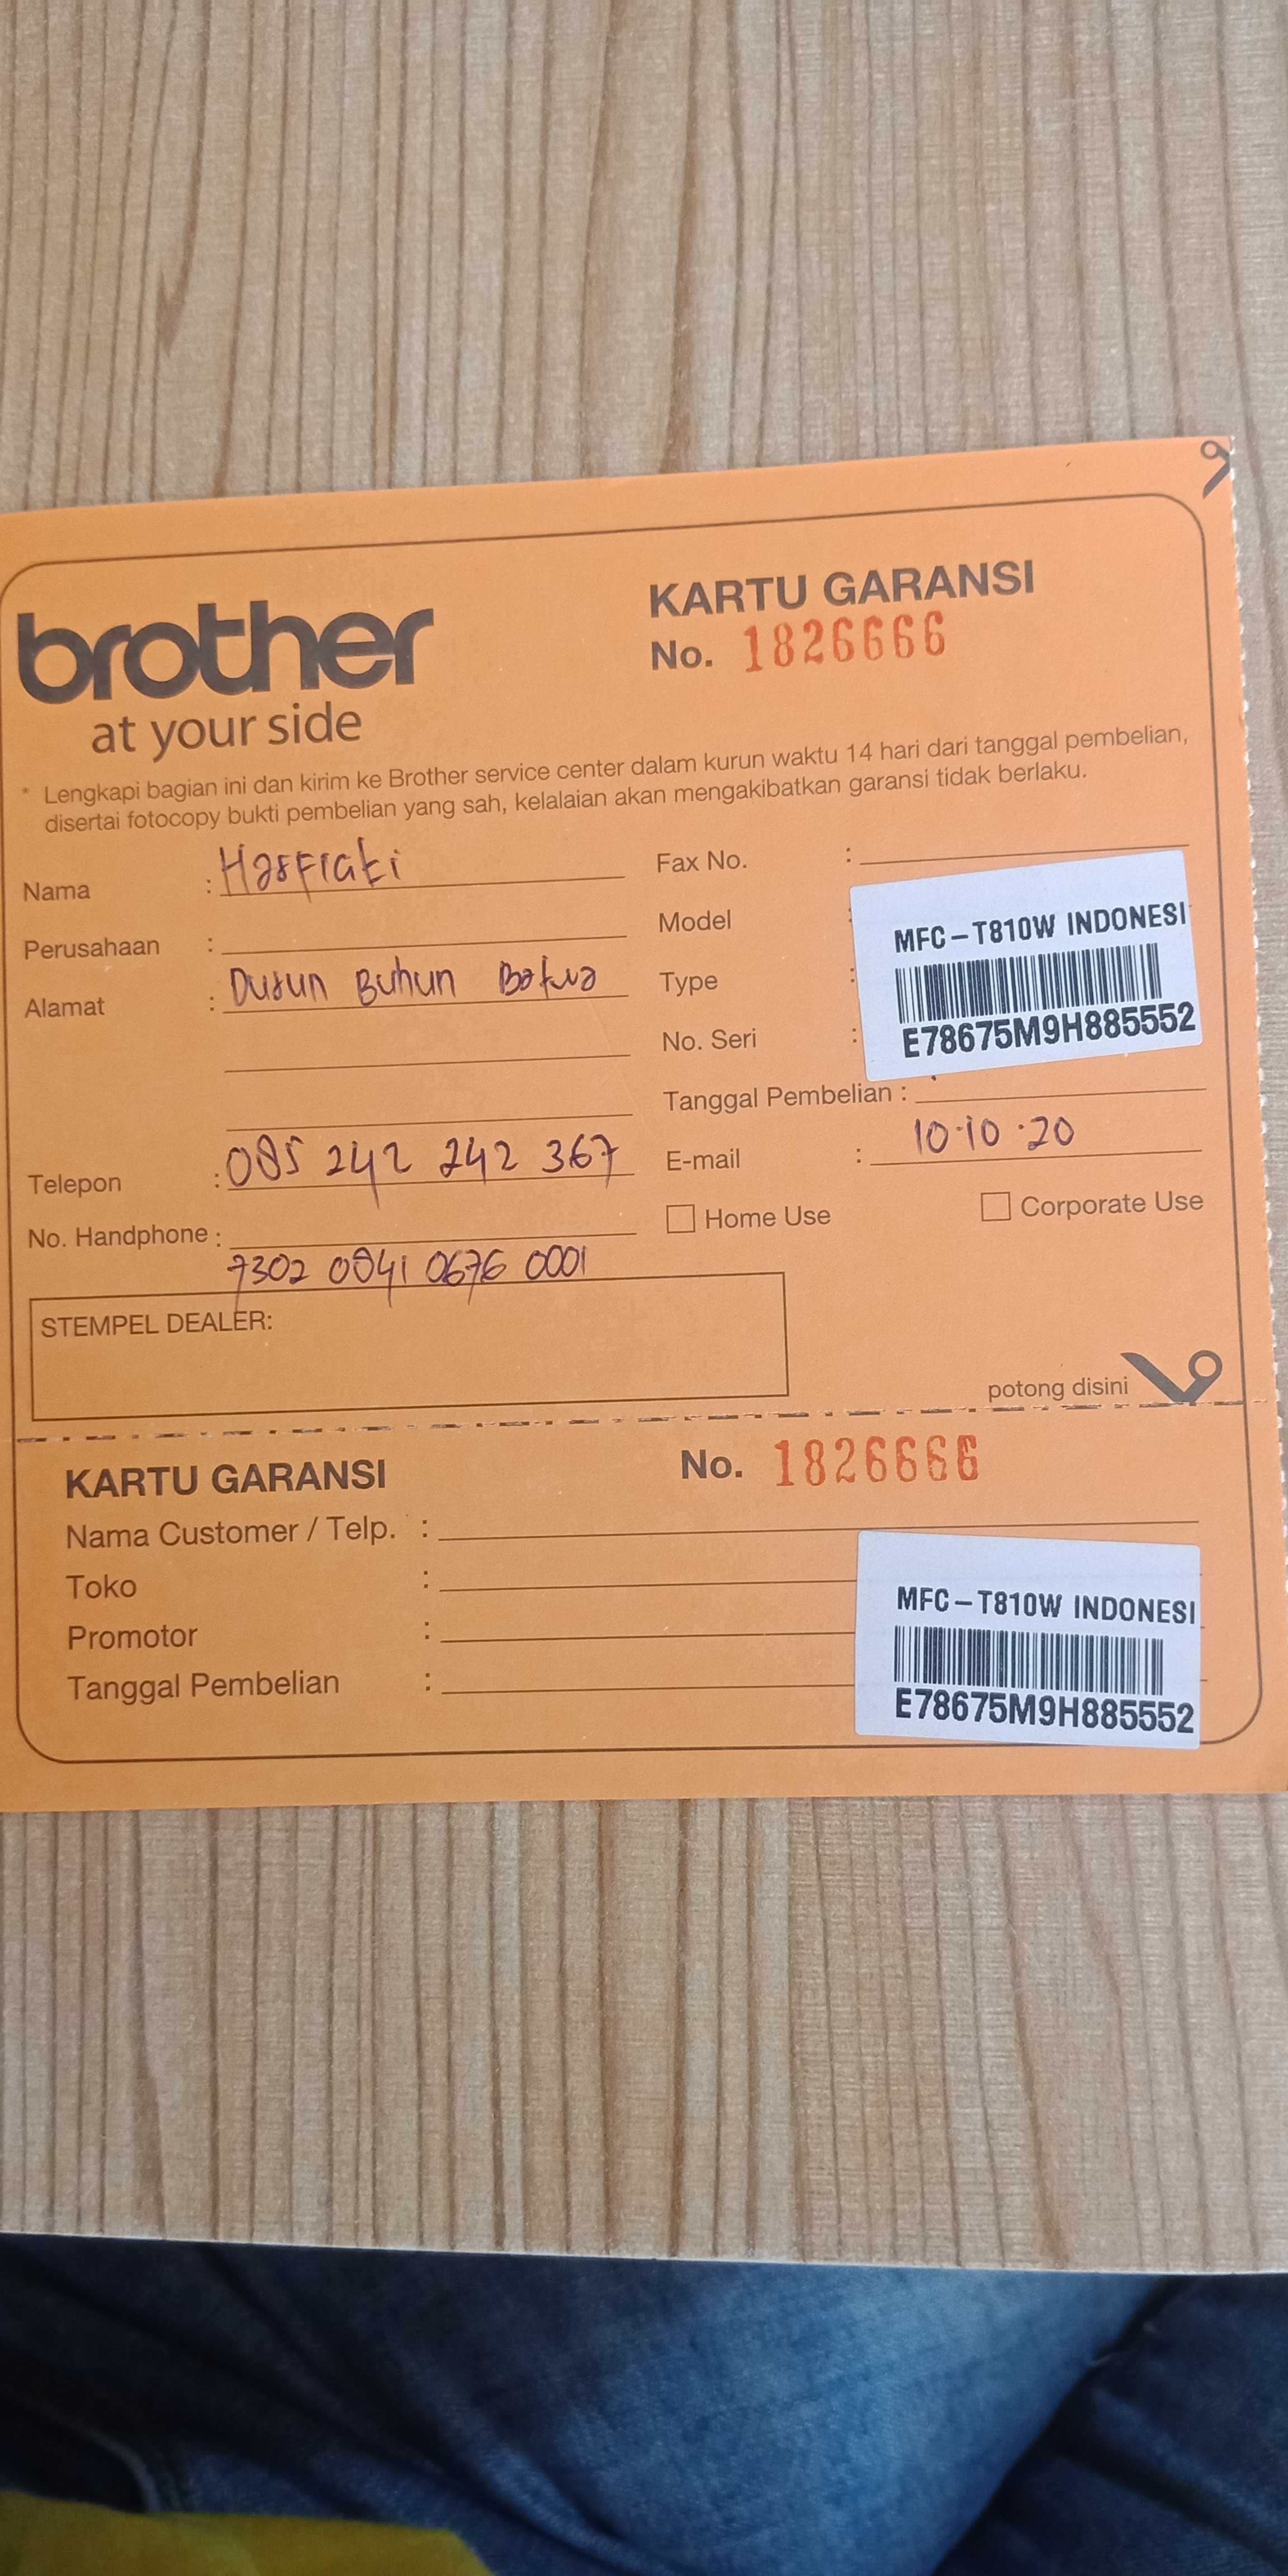 brother
at your side
KARTU GARANSI
No. 1826666
* Lengkapi bagian ini dan kirim ke Brother service center dalam kurun waktu 14 hari dari tanggal pembelian,
disertai fotocopy bukti pembelian yang sah, kelalaian akan mengakibatkan garansi tidak berlaku.
Nama : Hasfiati
Perusahaan :
Alamat : Dusun Buhun Batua
Telepon : 085 242 242 367
No. Handphone :
7302 0841 0676 0001
Fax No. :
Model :
Type :
No. Seri :
MFC-T810W INDONESI
E78675M9H885552
Tanggal Pembelian :
10.10.20
E-mail :
Home Use
Corporate Use
STEMPEL DEALER:
potong disini
KARTU GARANSI
No. 1826666
Nama Customer / Telp. :
Toko :
Promotor :
Tanggal Pembelian :
MFC-T810W INDONESI
E78675M9H885552